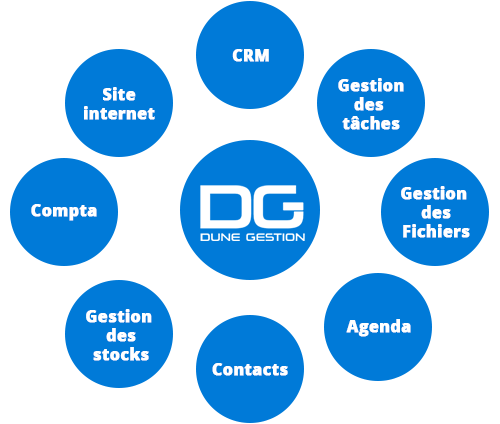 CRM
Gestion
des
tâches
Gestion
des
Fichiers
Agenda
Contacts
Gestion
des
stocks
Compta
Site
internet
DG
DUNE GESTION